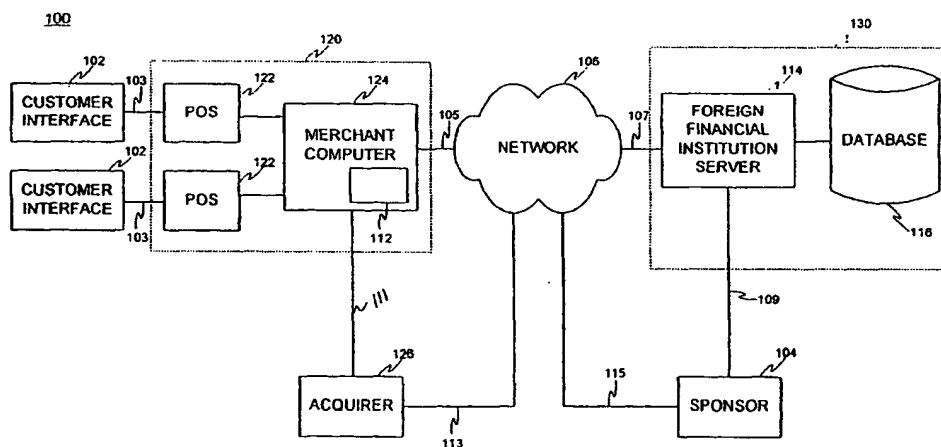 100
120
130
102
103
122
124
106
114
CUSTOMER
INTERFACE
POS
MERCHANT
COMPUTER
105
NETWORK
107
FOREIGN
FINANCIAL
INSTITUTION
SERVER
DATABASE
102
122
CUSTOMER
INTERFACE
POS
103
112
116
111
109
126
104
ACQUIRER
113
115
SPONSOR